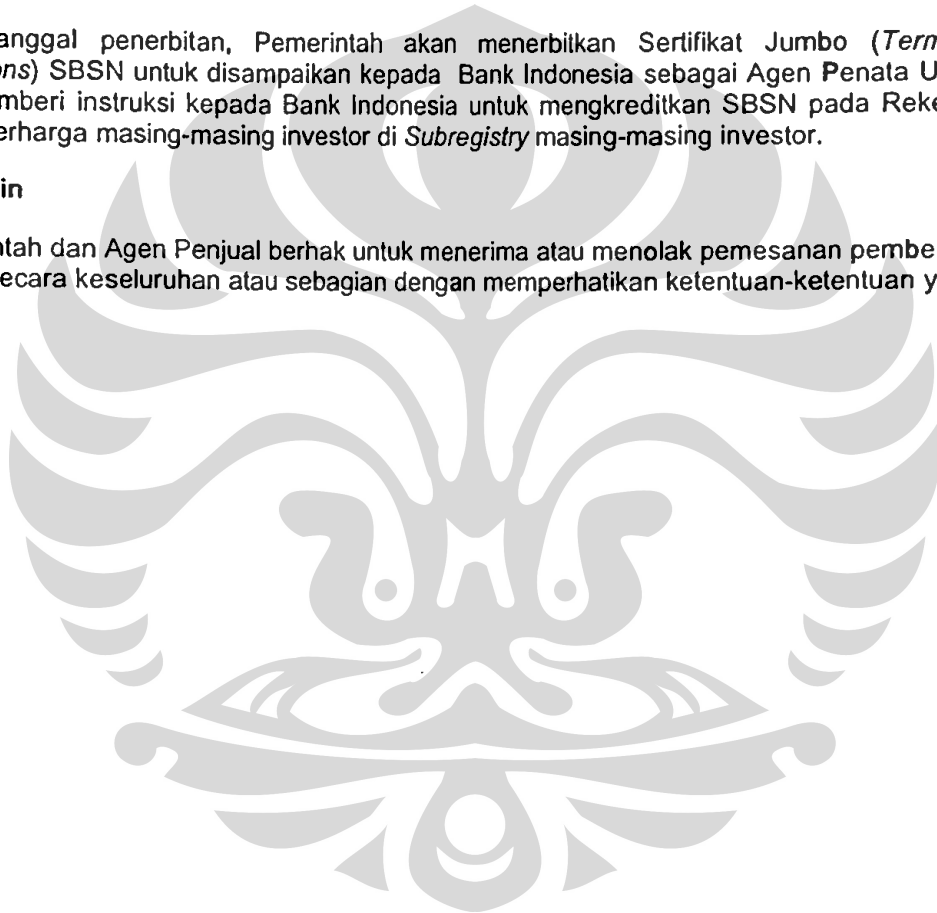 anggal penerbitan, Pemerintah akan menerbitkan Sertifikat Jumbo (Term
ons) SBSN untuk disampaikan kepada Bank Indonesia sebagai Agen Penata U
mberi instruksi kepada Bank Indonesia untuk mengkreditkan SBSN pada Reke
erharga masing-masing investor di Subregistry masing-masing investor.
in
ntah dan Agen Penjual berhak untuk menerima atau menolak pemesanan pembe
ecara keseluruhan atau sebagian dengan memperhatikan ketentuan-ketentuan y